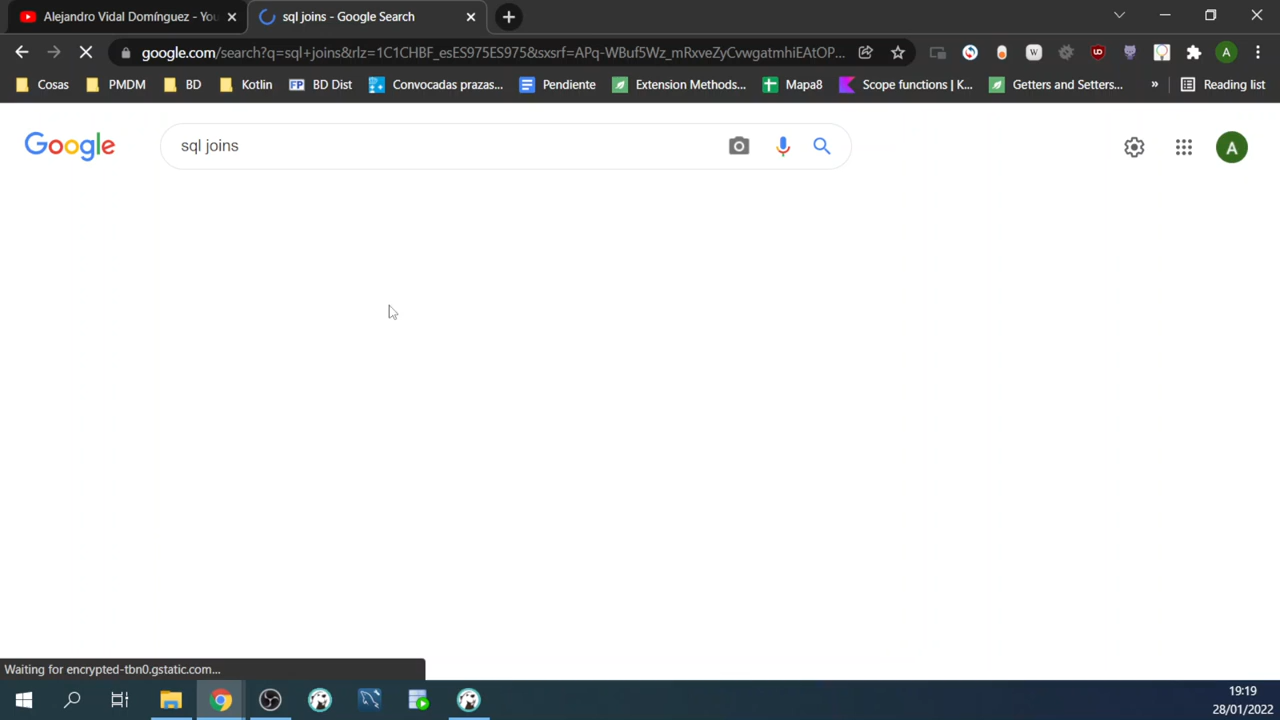 Alejandro Vidal Domínguez - You
sql joins - Google Search
google.com/search?q=sql+joins&rlz=1C1CHBF_esES975ES975&sxsrf=APq-WBuf5Wz_mRxveZyCvwgatmhiEAtOP...
W
UD
A
Cosas
PMDM
BD
Kotlin
FP
BD Dist
Convocadas prazas...
Pendiente
Extension Methods...
Mapa8
Scope functions | K...
Getters and Setters...
»
Reading list
Google
sql joins
A
Waiting for encrypted-tbn0.gstatic.com...
19:19
28/01/2022